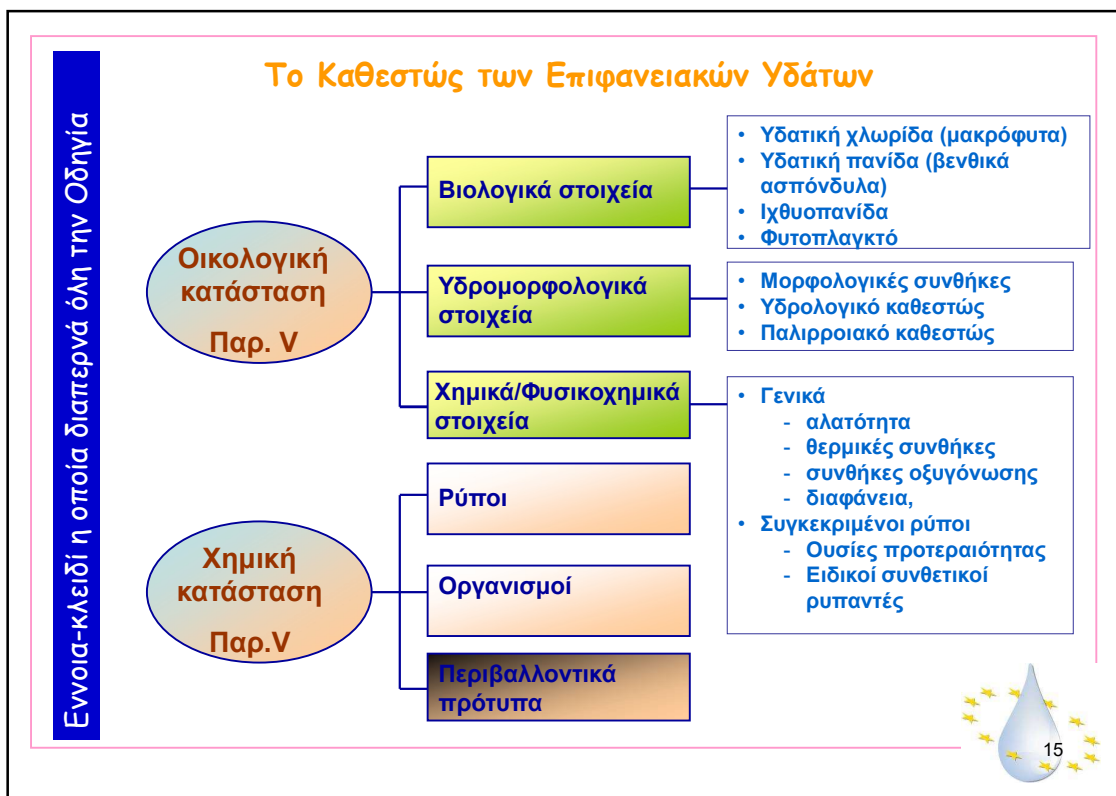 Το Καθεστώς των Επιφανειακών Υδάτων
Εννοια-κλειδί η οποία διαπερνά όλη την Οδηγία
Οικολογική
κατάσταση
Παρ. V
Βιολογικά στοιχεία
• Υδατική χλωρίδα (μακρόφυτα)
• Υδατική πανίδα (βενθικά
ασπόνδυλα)
• Ιχθυοπανίδα
• Φυτοπλαγκτό
Υδρομορφολογικά
στοιχεία
• Μορφολογικές συνθήκες
• Υδρολογικό καθεστώς
• Παλιρροιακό καθεστώς
Χημικά/Φυσικοχημικά
στοιχεία
• Γενικά
- αλατότητα
- θερμικές συνθήκες
- συνθήκες οξυγόνωσης
- διαφάνεια,
• Συγκεκριμένοι ρύποι
- Ουσίες προτεραιότητας
- Ειδικοί συνθετικοί
ρυπαντές
Χημική
κατάσταση
Παρ.V
Ρύποι
Οργανισμοί
Περιβαλλοντικά
πρότυπα
15